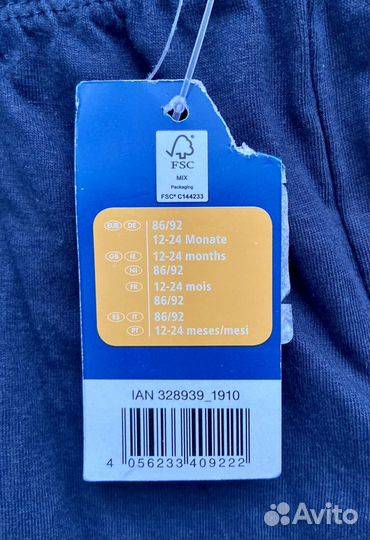 FSC
MIX
Packaging
FSC® C144233
EUR DE 86/92
12-24 Monate
GB IE 12-24 months
NI 86/92
FR 12-24 mois
86/92
ES IT 86/92
PT 12-24 meses/mesi
IAN 328939_1910
4 056233 409222
Avito